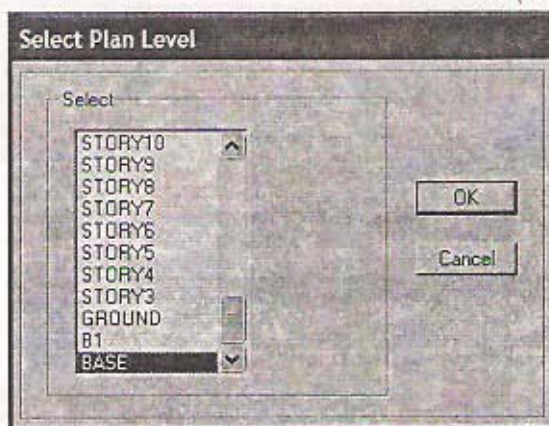 Select Plan Level
Select
STORY10
STORY9
STORY8
STORY7
STORY6
STORY5
STORY4
STORY3
GROUND
B1
BASE
OK
Cancel